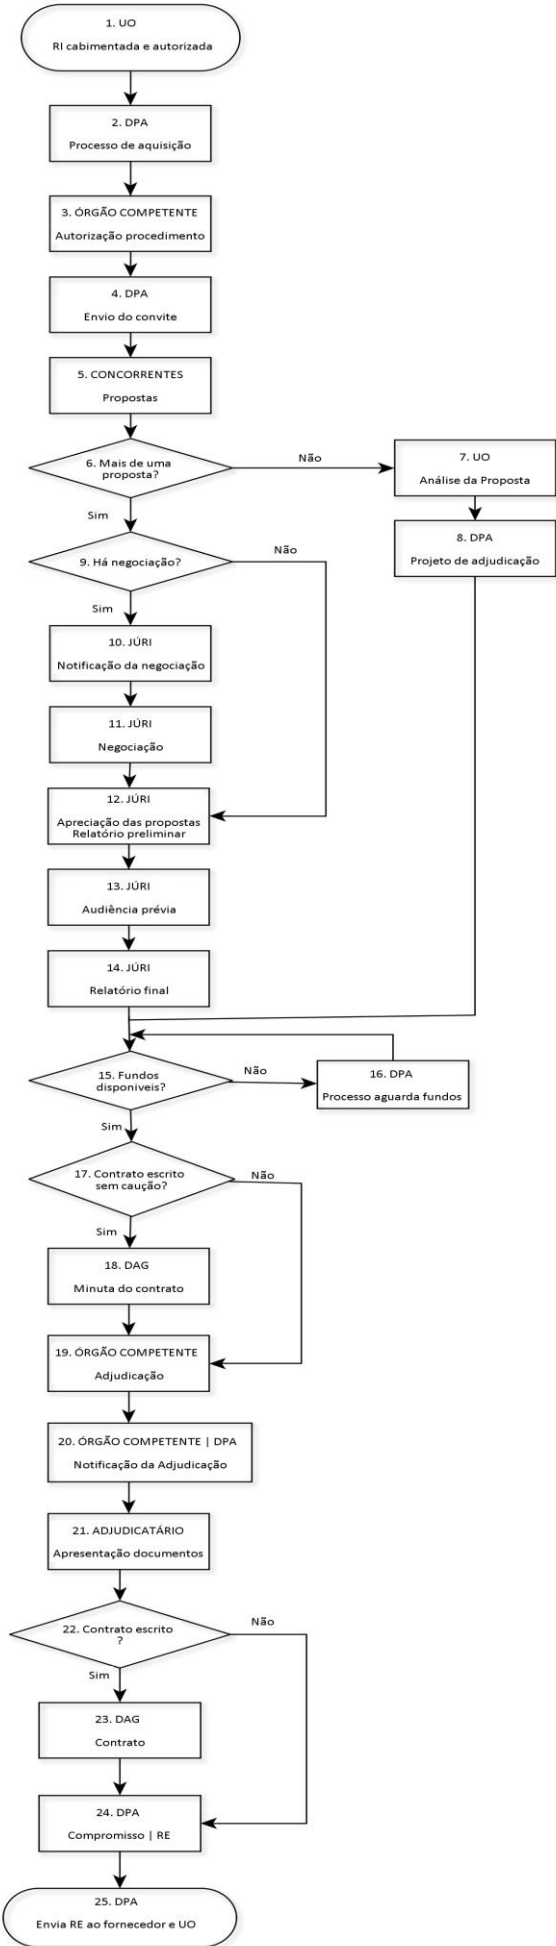 1. UO
RI cabimentada e autorizada
2. DPA
Processo de aquisição
3. ÓRGÃO COMPETENTE
Autorização procedimento
4. DPA
Envio do convite
5. CONCORRENTES
Propostas
6. Mais de uma
proposta?
Não
7. UO
Análise da Proposta
Sim
8. DPA
Projeto de adjudicação
9. Há negociação?
Não
Sim
10. JÚRI
Notificação da negociação
11. JÚRI
Negociação
12. JÚRI
Apreciação das propostas
Relatório preliminar
13. JÚRI
Audiência prévia
14. JÚRI
Relatório final
15. Fundos
disponiveis?
Não
16. DPA
Processo aguarda fundos
Sim
17. Contrato escrito
sem caução?
Não
Sim
18. DAG
Minuta do contrato
19. ÓRGÃO COMPETENTE
Adjudicação
20. ÓRGÃO COMPETENTE | DPA
Notificação da Adjudicação
21. ADJUDICATÁRIO
Apresentação documentos
22. Contrato escrito
?
Não
Sim
23. DAG
Contrato
24. DPA
Compromisso | RE
25. DPA
Envia RE ao fornecedor e UO